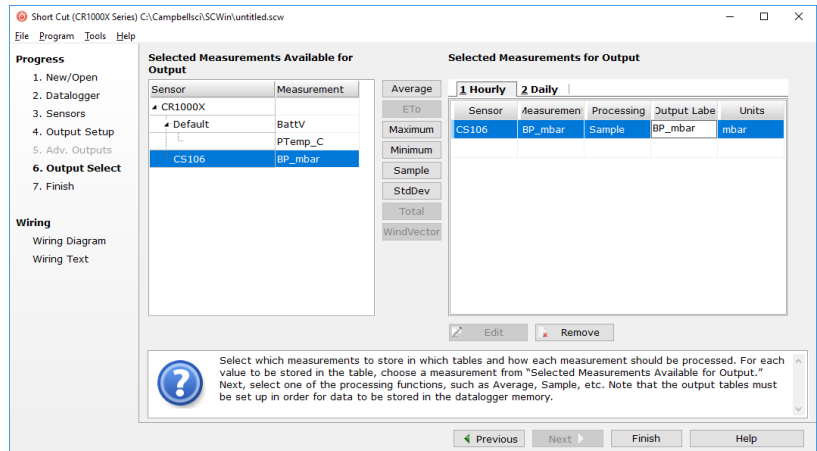 Short Cut (CR1000X Series) C:\Campbellsci\SCWin\untitled.scw
File Program Tools Help
Progress
1. New/Open
2. Datalogger
3. Sensors
4. Output Setup
5. Adv. Outputs
6. Output Select
7. Finish
Wiring
Wiring Diagram
Wiring Text
Selected Measurements Available for
Output
Sensor Measurement
CR1000X
Default BattV
PTemp_C
CS106 BP_mbar
Average
ETo
Maximum
Minimum
Sample
StdDev
Total
WindVector
Selected Measurements for Output
1 Hourly 2 Daily
Sensor Measuremen Processing Output Labe Units
CS106 BP_mbar Sample BP_mbar mbar
Edit Remove
Select which measurements to store in which tables and how each measurement should be processed. For each
value to be stored in the table, choose a measurement from "Selected Measurements Available for Output."
Next, select one of the processing functions, such as Average, Sample, etc. Note that the output tables must
be set up in order for data to be stored in the datalogger memory.
Previous Next Finish Help